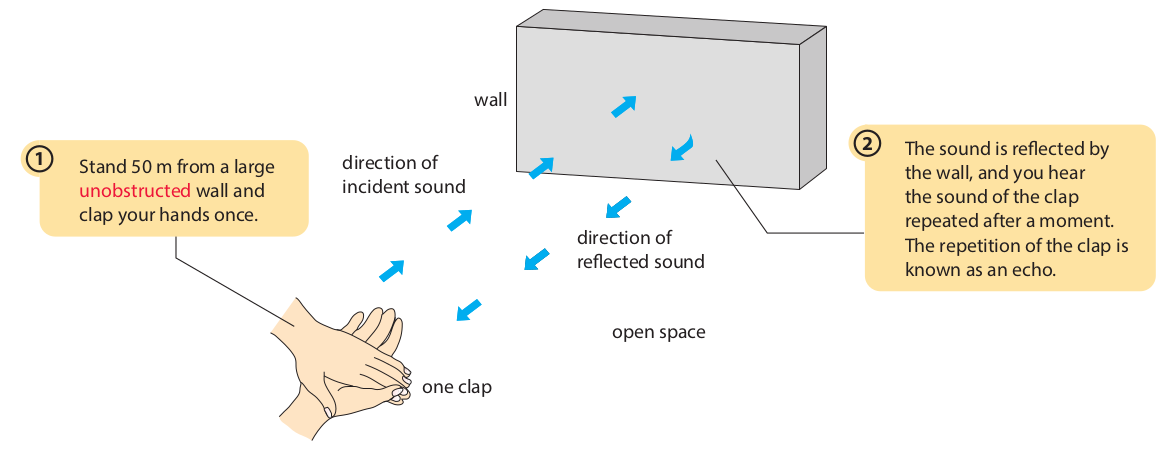 1
Stand 50 m from a large
unobstructed wall and
clap your hands once.
direction of
incident sound
wall
direction of
reflected sound
open space
one clap
2
The sound is reflected by
the wall, and you hear
the sound of the clap
repeated after a moment.
The repetition of the clap is
known as an echo.